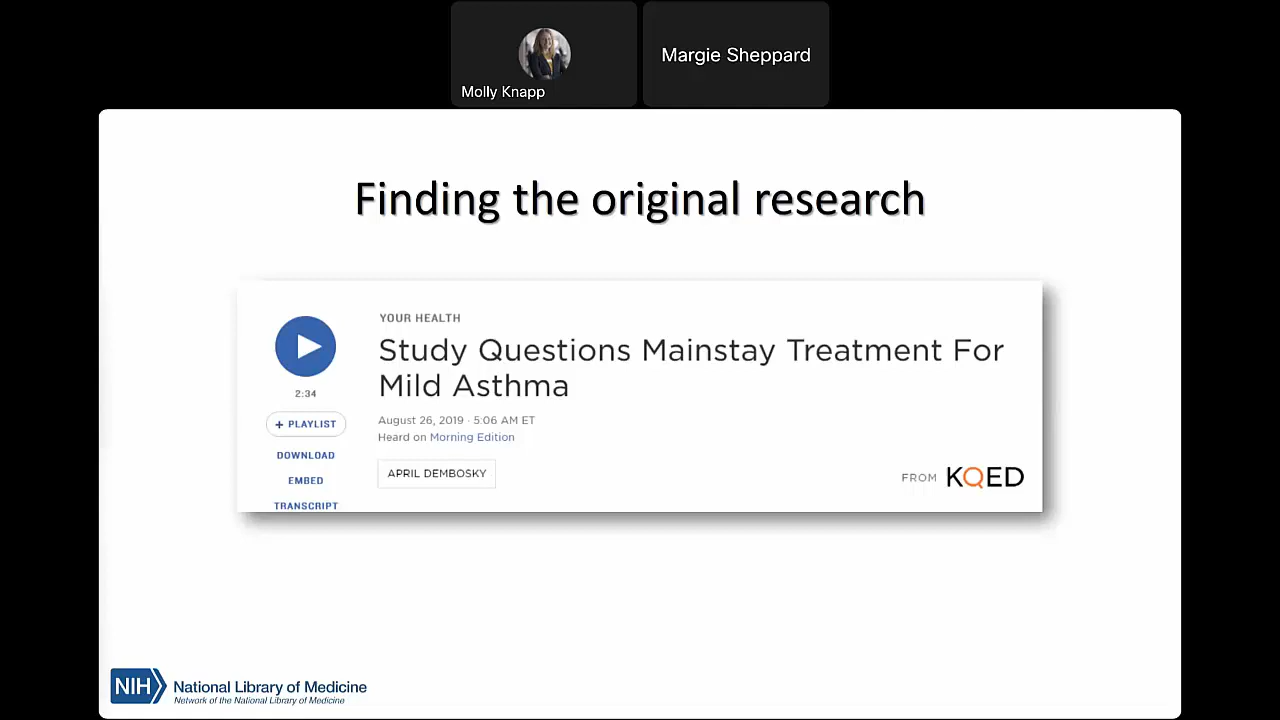 Molly Knapp
Margie Sheppard
Finding the original research
YOUR HEALTH
Study Questions Mainstay Treatment For
Mild Asthma
2:34
+ PLAYLIST
DOWNLOAD
EMBED
TRANSCRIPT
August 26, 2019 · 5:06 AM ET
Heard on Morning Edition
APRIL DEMBOSKY
FROM KQED
NIH National Library of Medicine
Network of the National Library of Medicine